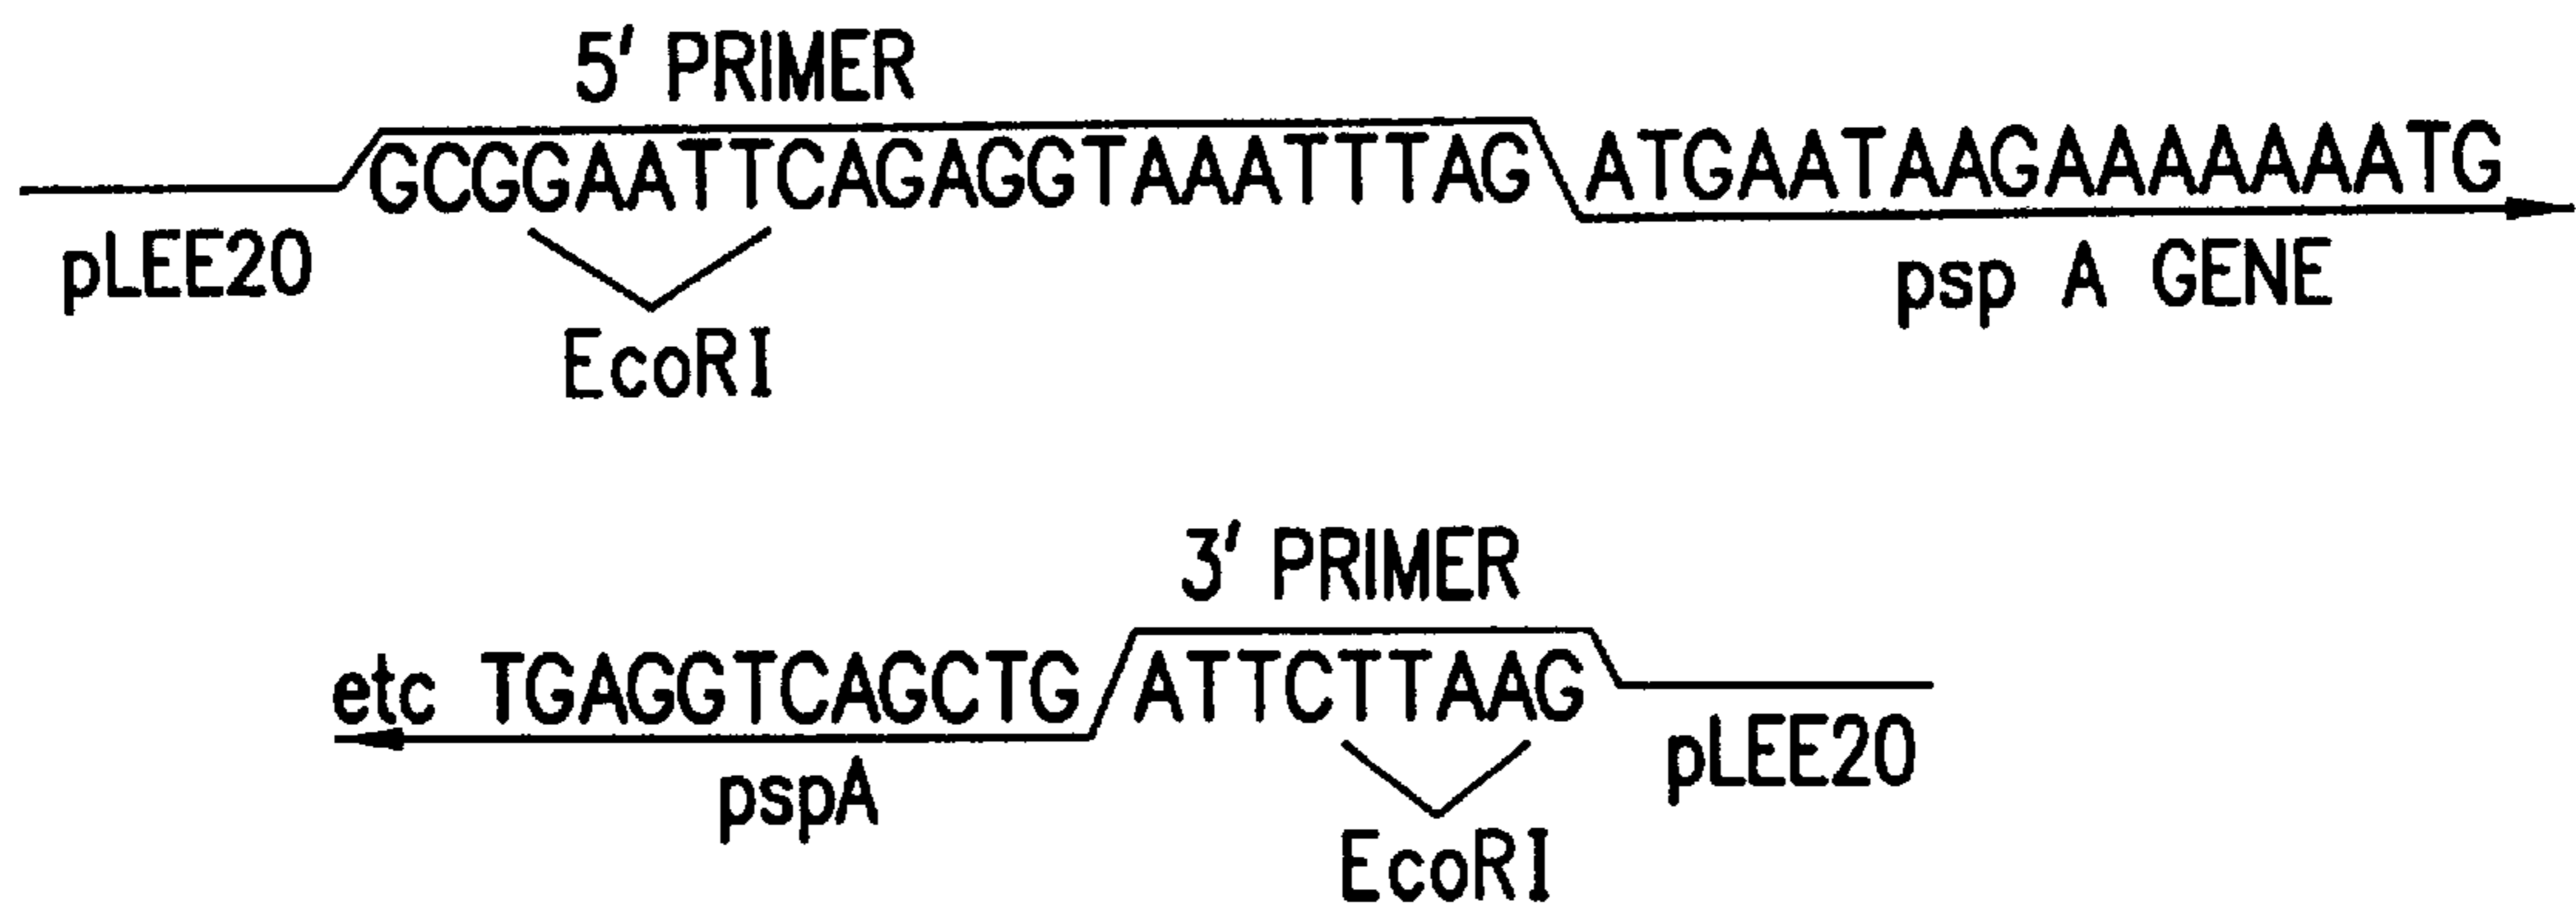 5' PRIMER
GCGGAATTCAGAGGTAAATTTAG ATGAATAAGAAAAAAATG
pLEE20
psp A GENE
EcoRI
3' PRIMER
etc TGAGGTCAGCTG ATTCTTAAG
pspA
pLEE20
EcoRI